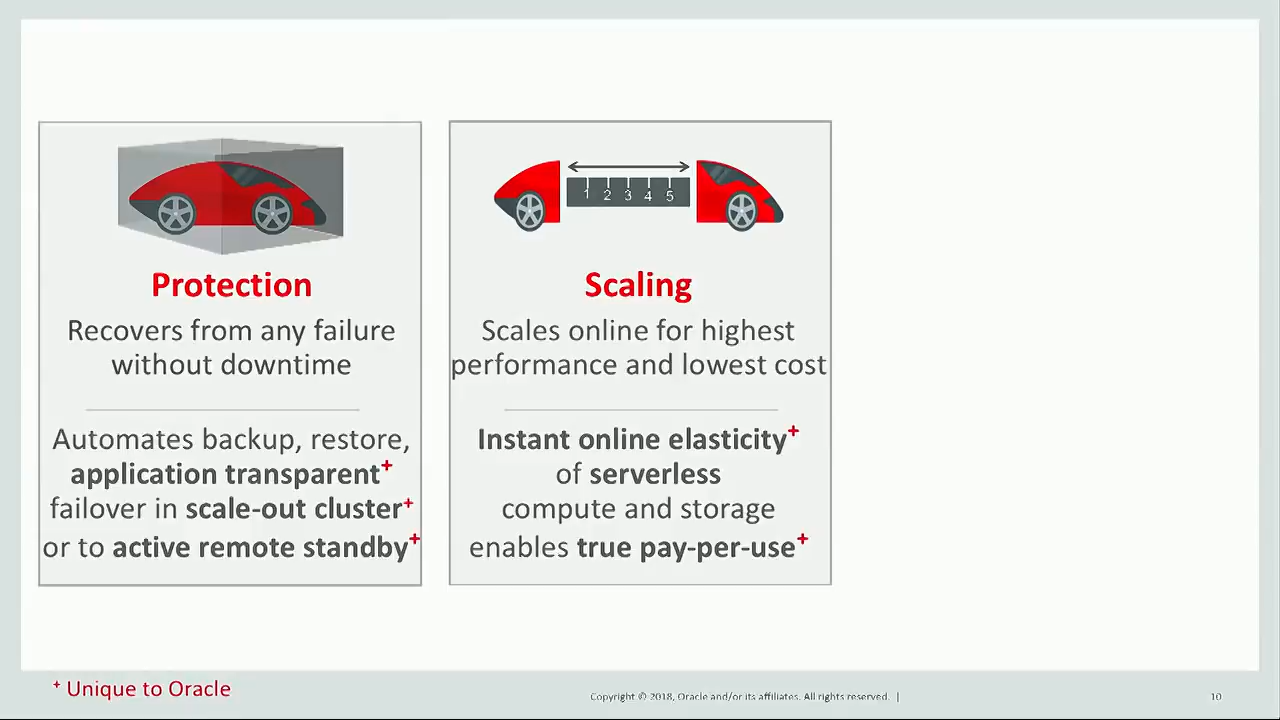 Protection
Recovers from any failure
without downtime
Automates backup, restore,
application transparent+
failover in scale-out cluster+
or to active remote standby+
1 2 3 4 5
Scaling
Scales online for highest
performance and lowest cost
Instant online elasticity+
of serverless
compute and storage
enables true pay-per-use+
+ Unique to Oracle
Copyright © 2018, Oracle and/or its affiliates. All rights reserved. |
10